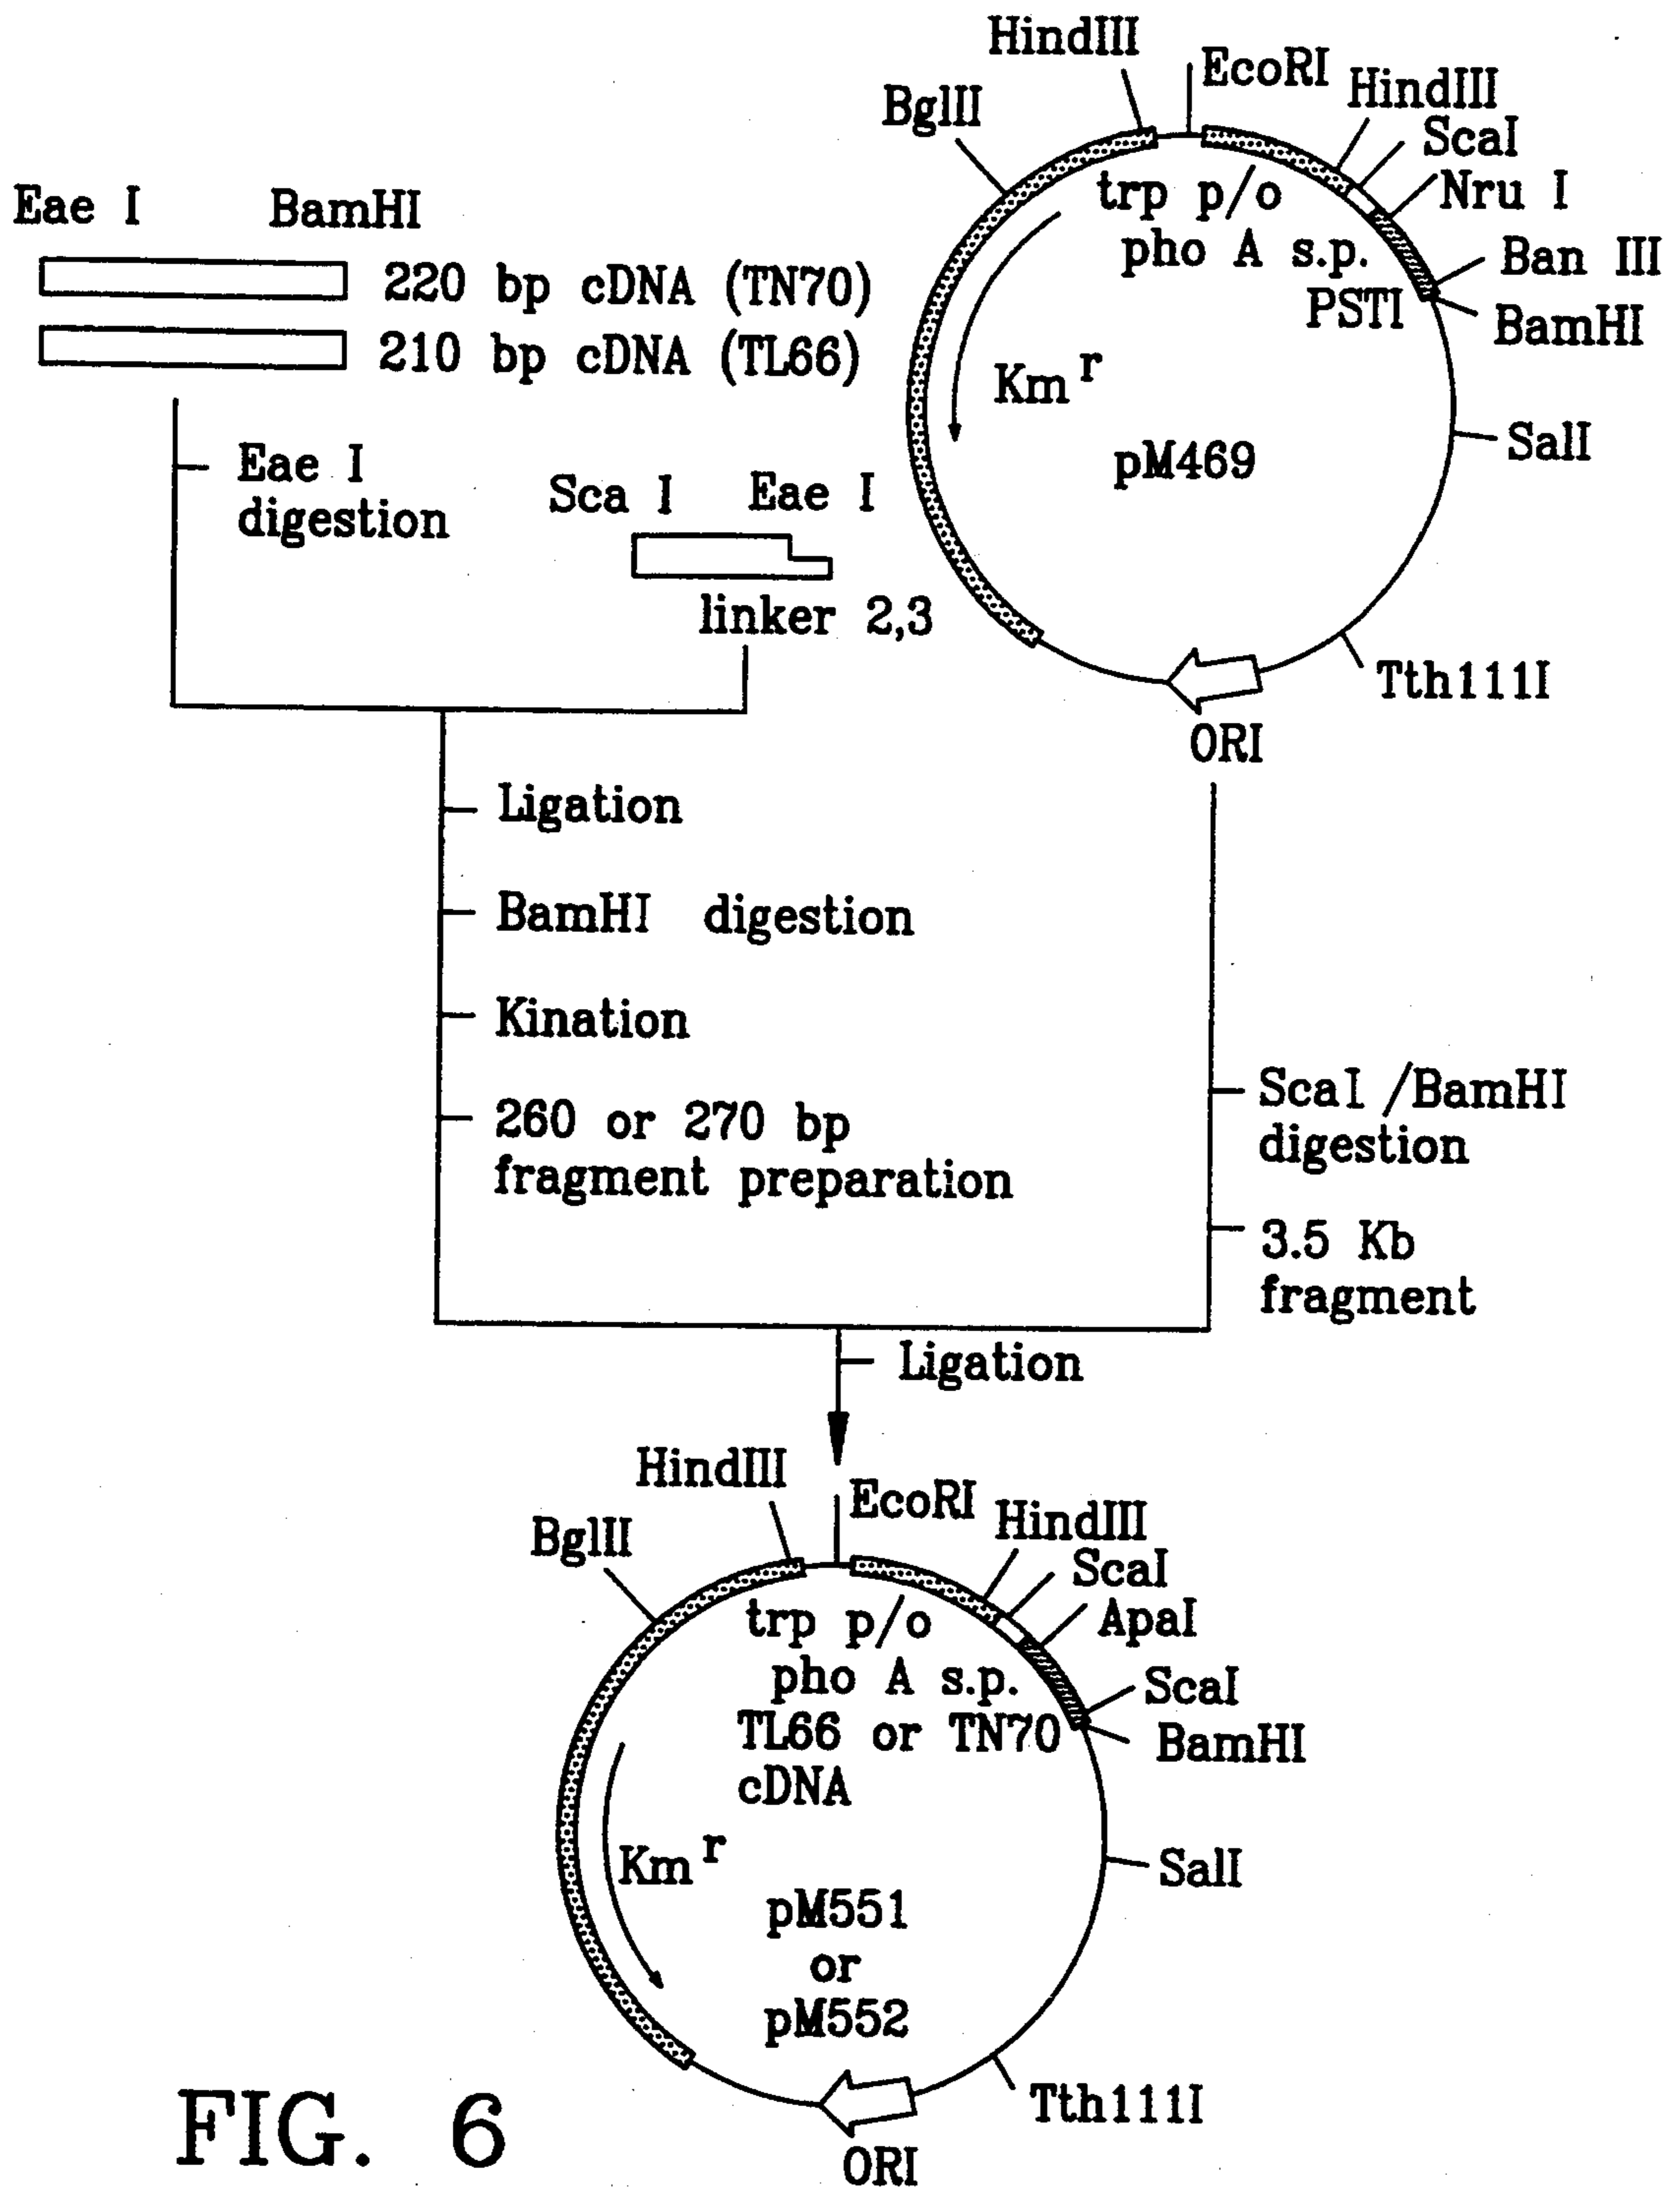 HindIII
EcoRI
HindIII
BglII
ScaI
Nru I
trp p/o
pho A s.p.
Ban III
PSTI
BamHI
Km r
SalI
pM469
Tth111I
ORI
Eae I BamHI
220 bp cDNA (TN70)
210 bp cDNA (TL66)
Eae I
digestion
Sca I Eae I
linker 2,3
Ligation
BamHI digestion
Kination
260 or 270 bp
fragment preparation
ScaI /BamHI
digestion
3.5 Kb
fragment
Ligation
HindIII
EcoRI
HindIII
BglII
ScaI
ApaI
trp p/o
pho A s.p.
ScaI
TL66 or TN70
BamHI
cDNA
Km r
SalI
pM551
or
pM552
Tth111I
ORI
FIG. 6